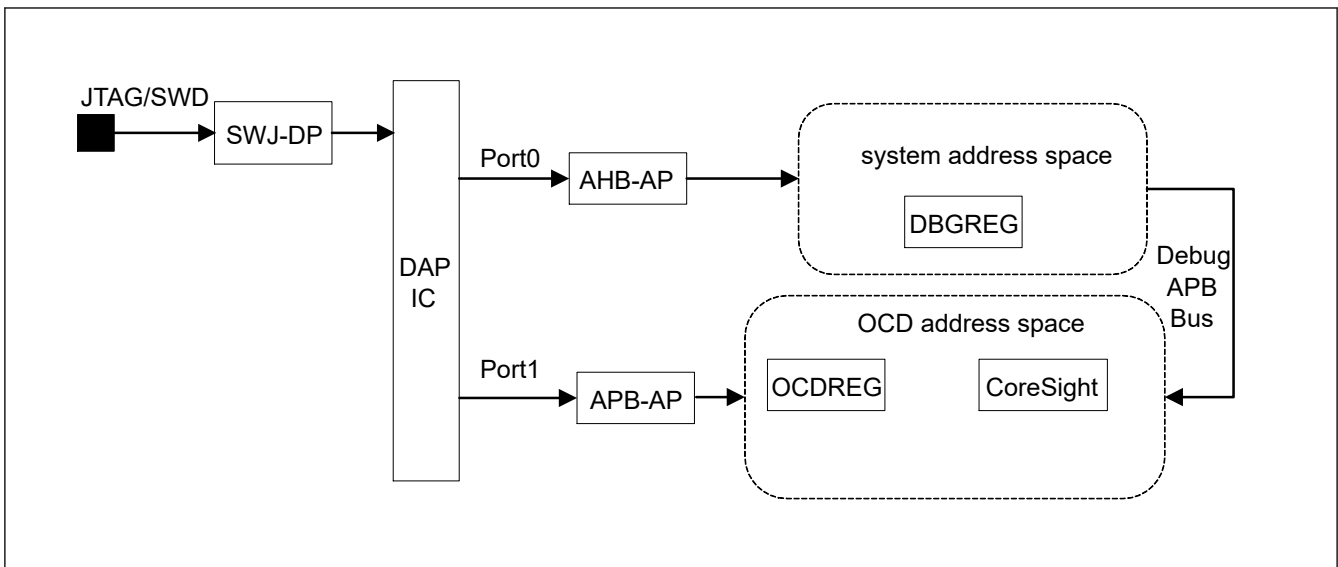 JTAG/SWD
SWJ-DP
DAP
IC
Port0
AHB-AP
system address space
DBGREG
Debug
APB
Bus
Port1
APB-AP
OCD address space
OCDREG
CoreSight